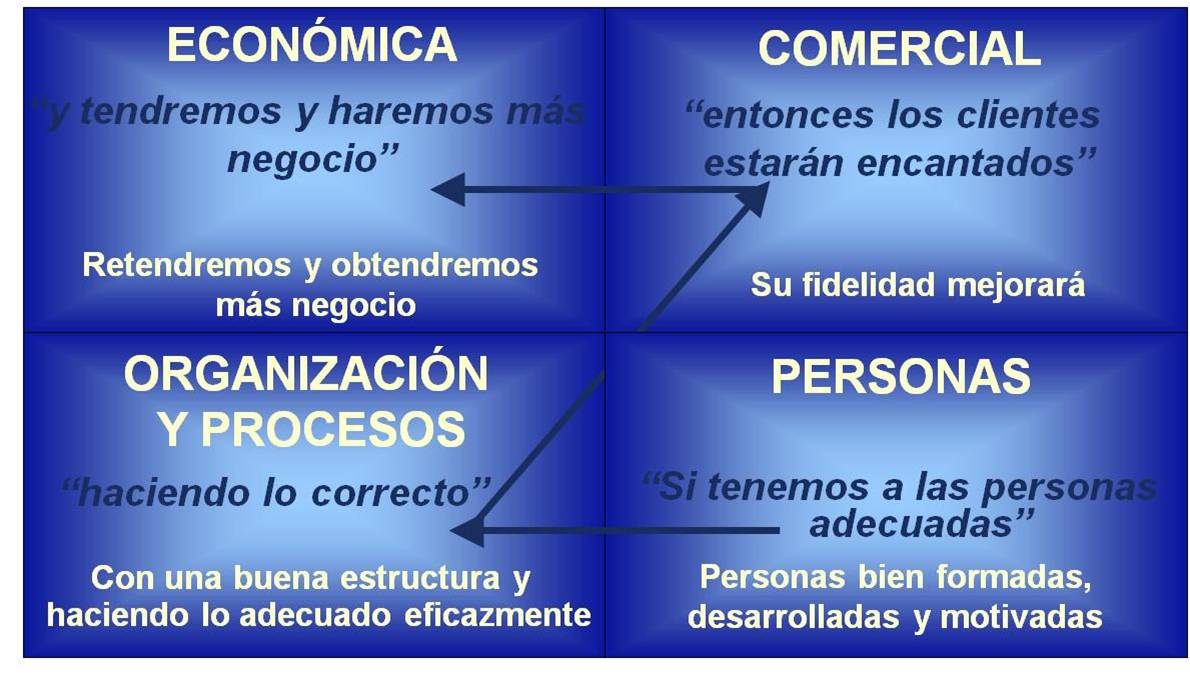 ECONÓMICA
“y tendremos y haremos más
negocio”
Retendremos y obtendremos
más negocio
COMERCIAL
“entonces los clientes
estarán encantados”
Su fidelidad mejorará
ORGANIZACIÓN
Y PROCESOS
“haciendo lo correcto”
Con una buena estructura y
haciendo lo adecuado eficazmente
PERSONAS
“Si tenemos a las personas
adecuadas”
Personas bien formadas,
desarrolladas y motivadas